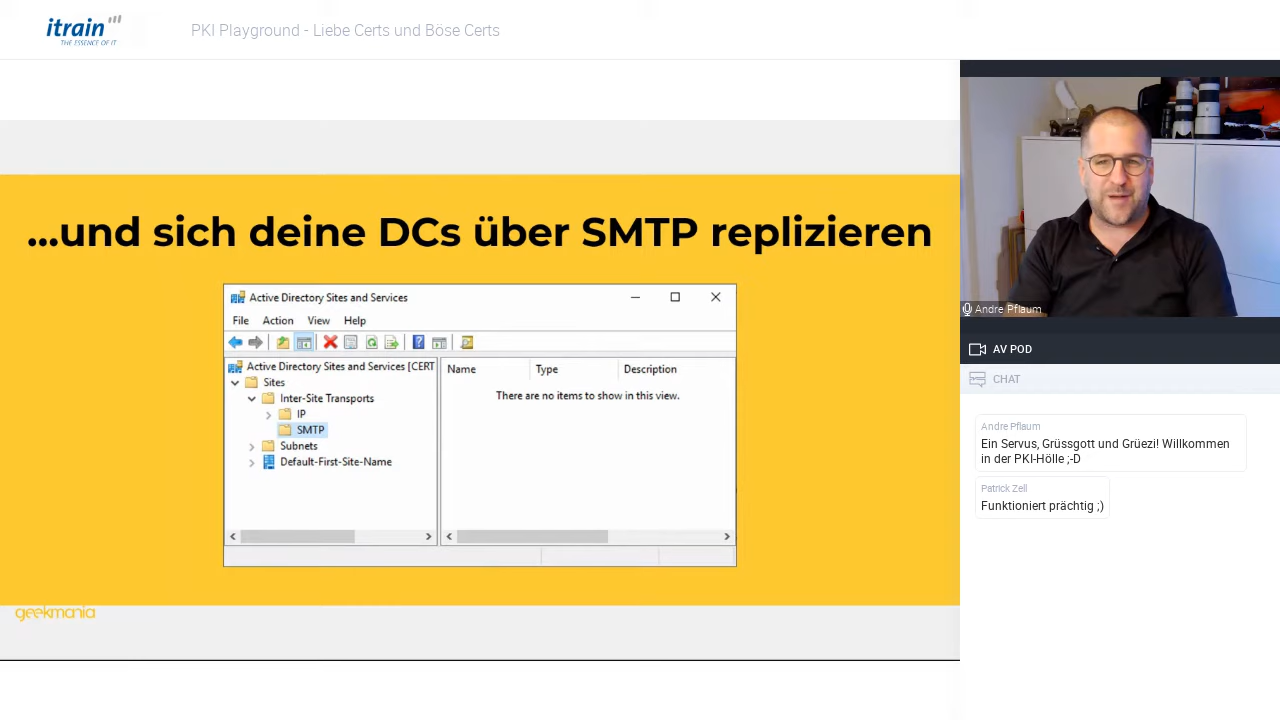 itrain
THE ESSENCE OF IT
PKI Playground - Liebe Certs und Böse Certs
...und sich deine DCs über SMTP replizieren
Active Directory Sites and Services
File Action View Help
Active Directory Sites and Services [CERT
Sites
Inter-Site Transports
IP
SMTP
Subnets
Default-First-Site-Name
Name Type Description
There are no items to show in this view.
geekmania
Andre Pflaum
AV POD
CHAT
Andre Pflaum
Ein Servus, Grüssgott und Grüezi! Willkommen
in der PKI-Hölle ;-D
Patrick Zell
Funktioniert prächtig ;)